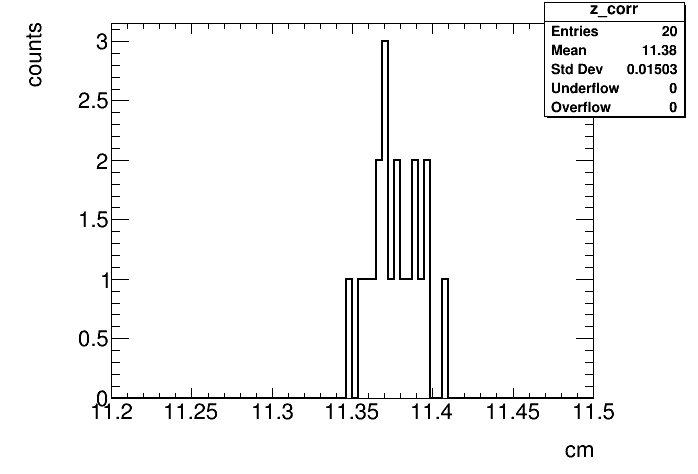 z_corr
Entries 20
Mean 11.38
Std Dev 0.01503
Underflow 0
Overflow 0
counts
3
2.5
2
1.5
1
0.5
0
11.2 11.25 11.3 11.35 11.4 11.45 11.5
cm